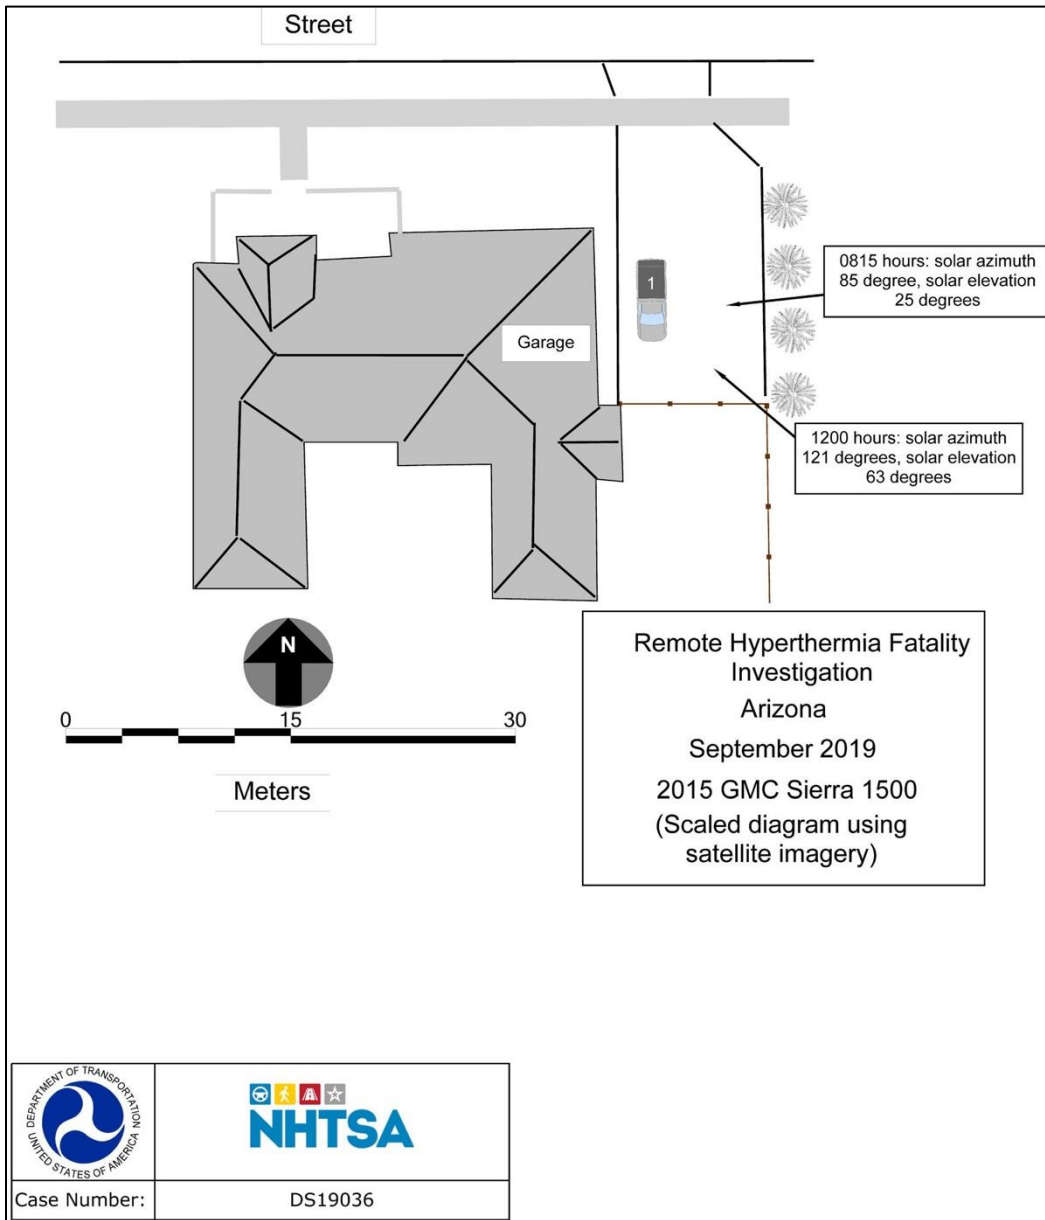 Street
1
0815 hours: solar azimuth
85 degree, solar elevation
25 degrees
Garage
1200 hours: solar azimuth
121 degrees, solar elevation
63 degrees
N
0 15 30
Meters
Remote Hyperthermia Fatality
Investigation
Arizona
September 2019
2015 GMC Sierra 1500
(Scaled diagram using
satellite imagery)
DEPARTMENT OF TRANSPORTATION
UNITED STATES OF AMERICA
NHTSA
Case Number: DS19036